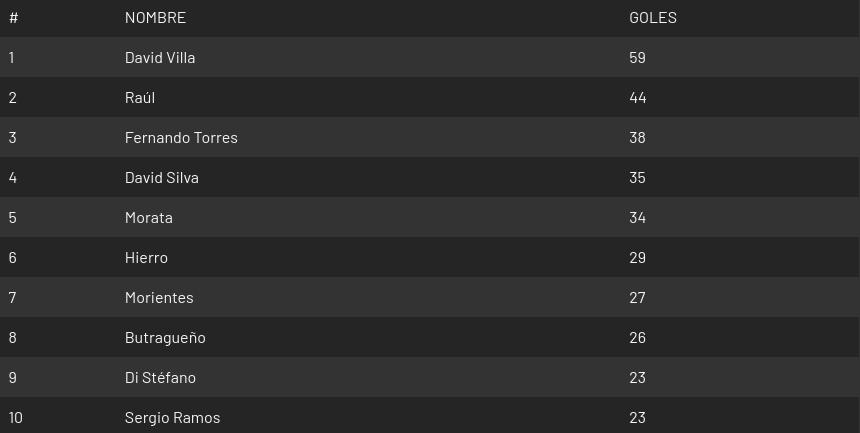 # NOMBRE GOLES
1 David Villa 59
2 Raúl 44
3 Fernando Torres 38
4 David Silva 35
5 Morata 34
6 Hierro 29
7 Morientes 27
8 Butragueño 26
9 Di Stéfano 23
10 Sergio Ramos 23